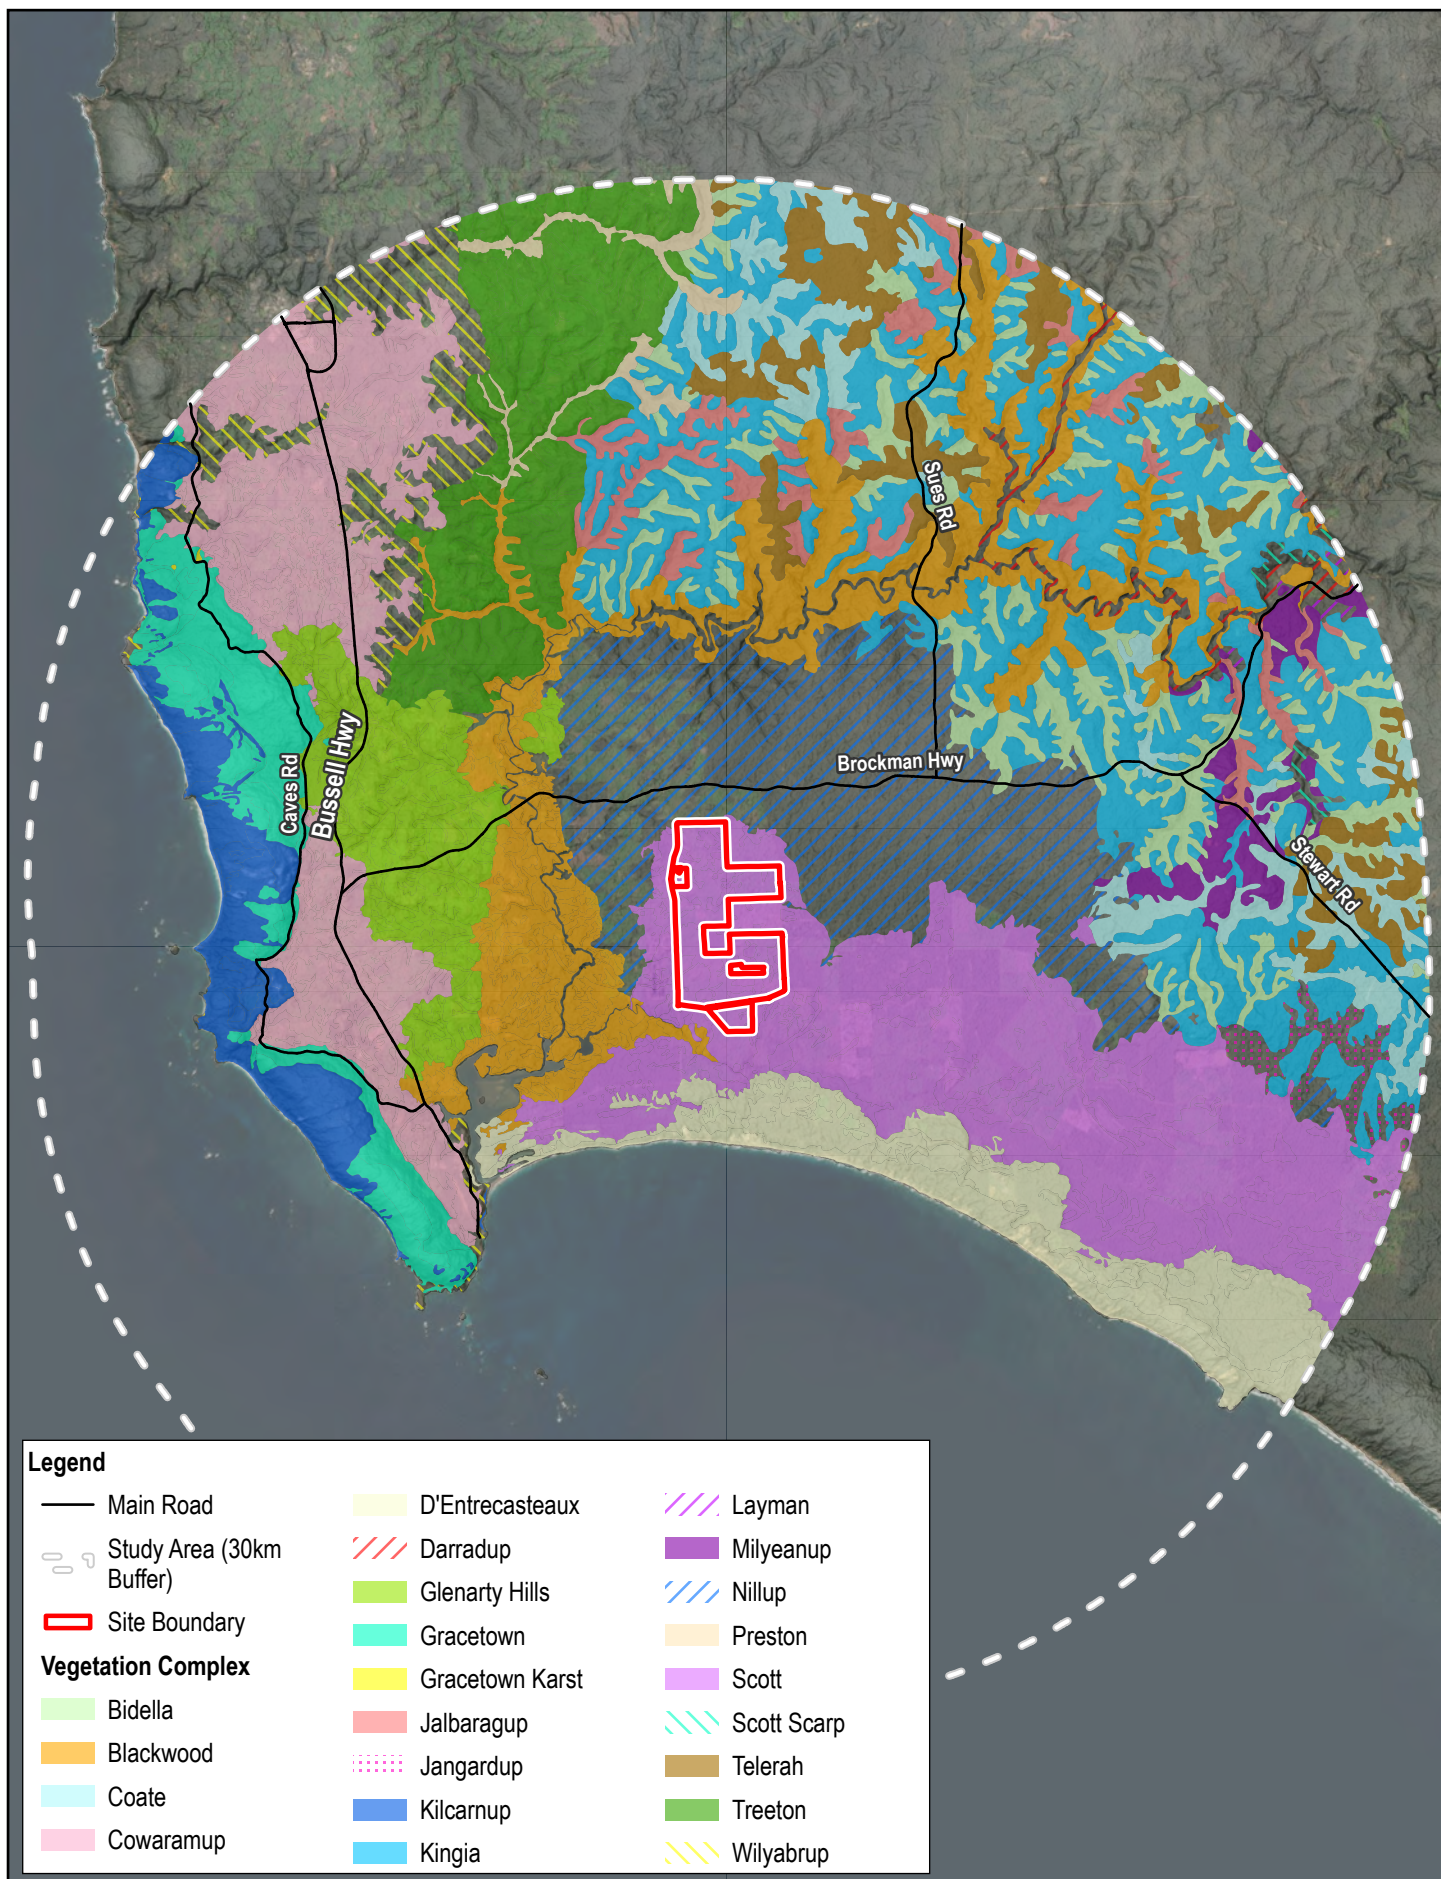 Sues Rd
Brockman Hwy
Caves Rd
Bussell Hwy
Stewart Rd
Legend
Main Road
Study Area (30km
Buffer)
Site Boundary
Vegetation Complex
Bidella
Blackwood
Coate
Cowaramup
D'Entrecasteaux
Darradup
Glenarty Hills
Gracetown
Gracetown Karst
Jalbaragup
Jangardup
Kilcarnup
Kingia
Layman
Milyeanup
Nillup
Preston
Scott
Scott Scarp
Telerah
Treeton
Wilyabrup